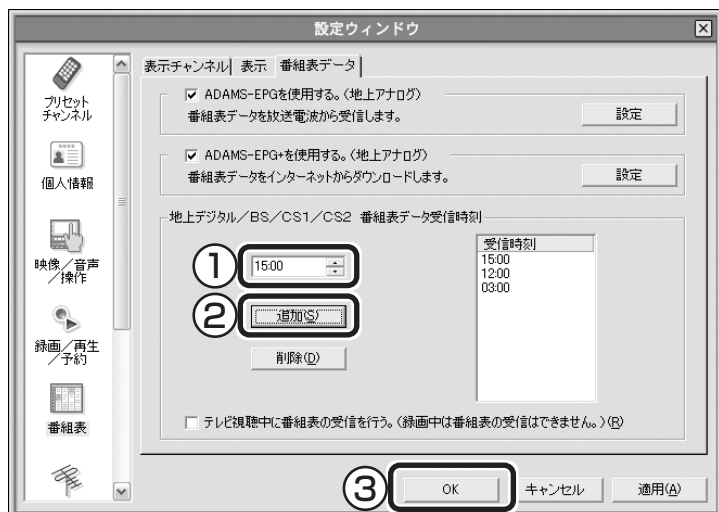 設定ウィンドウ
プリセット
チャンネル
個人情報
映像/音声
/操作
録画/再生
/予約
番組表
表示チャンネル 表示 番組表データ
ADAMS-EPGを使用する。(地上アナログ)
番組表データを放送電波から受信します。
設定
ADAMS-EPG+を使用する。(地上アナログ)
番組表データをインターネットからダウンロードします。
設定
地上デジタル/BS/CS1/CS2 番組表データ受信時刻
① 15:00
② 追加(S)
削除(D)
受信時刻
15:00
12:00
03:00
テレビ視聴中に番組表の受信を行う。(録画中は番組表の受信はできません。)(R)
③ OK キャンセル 適用(A)